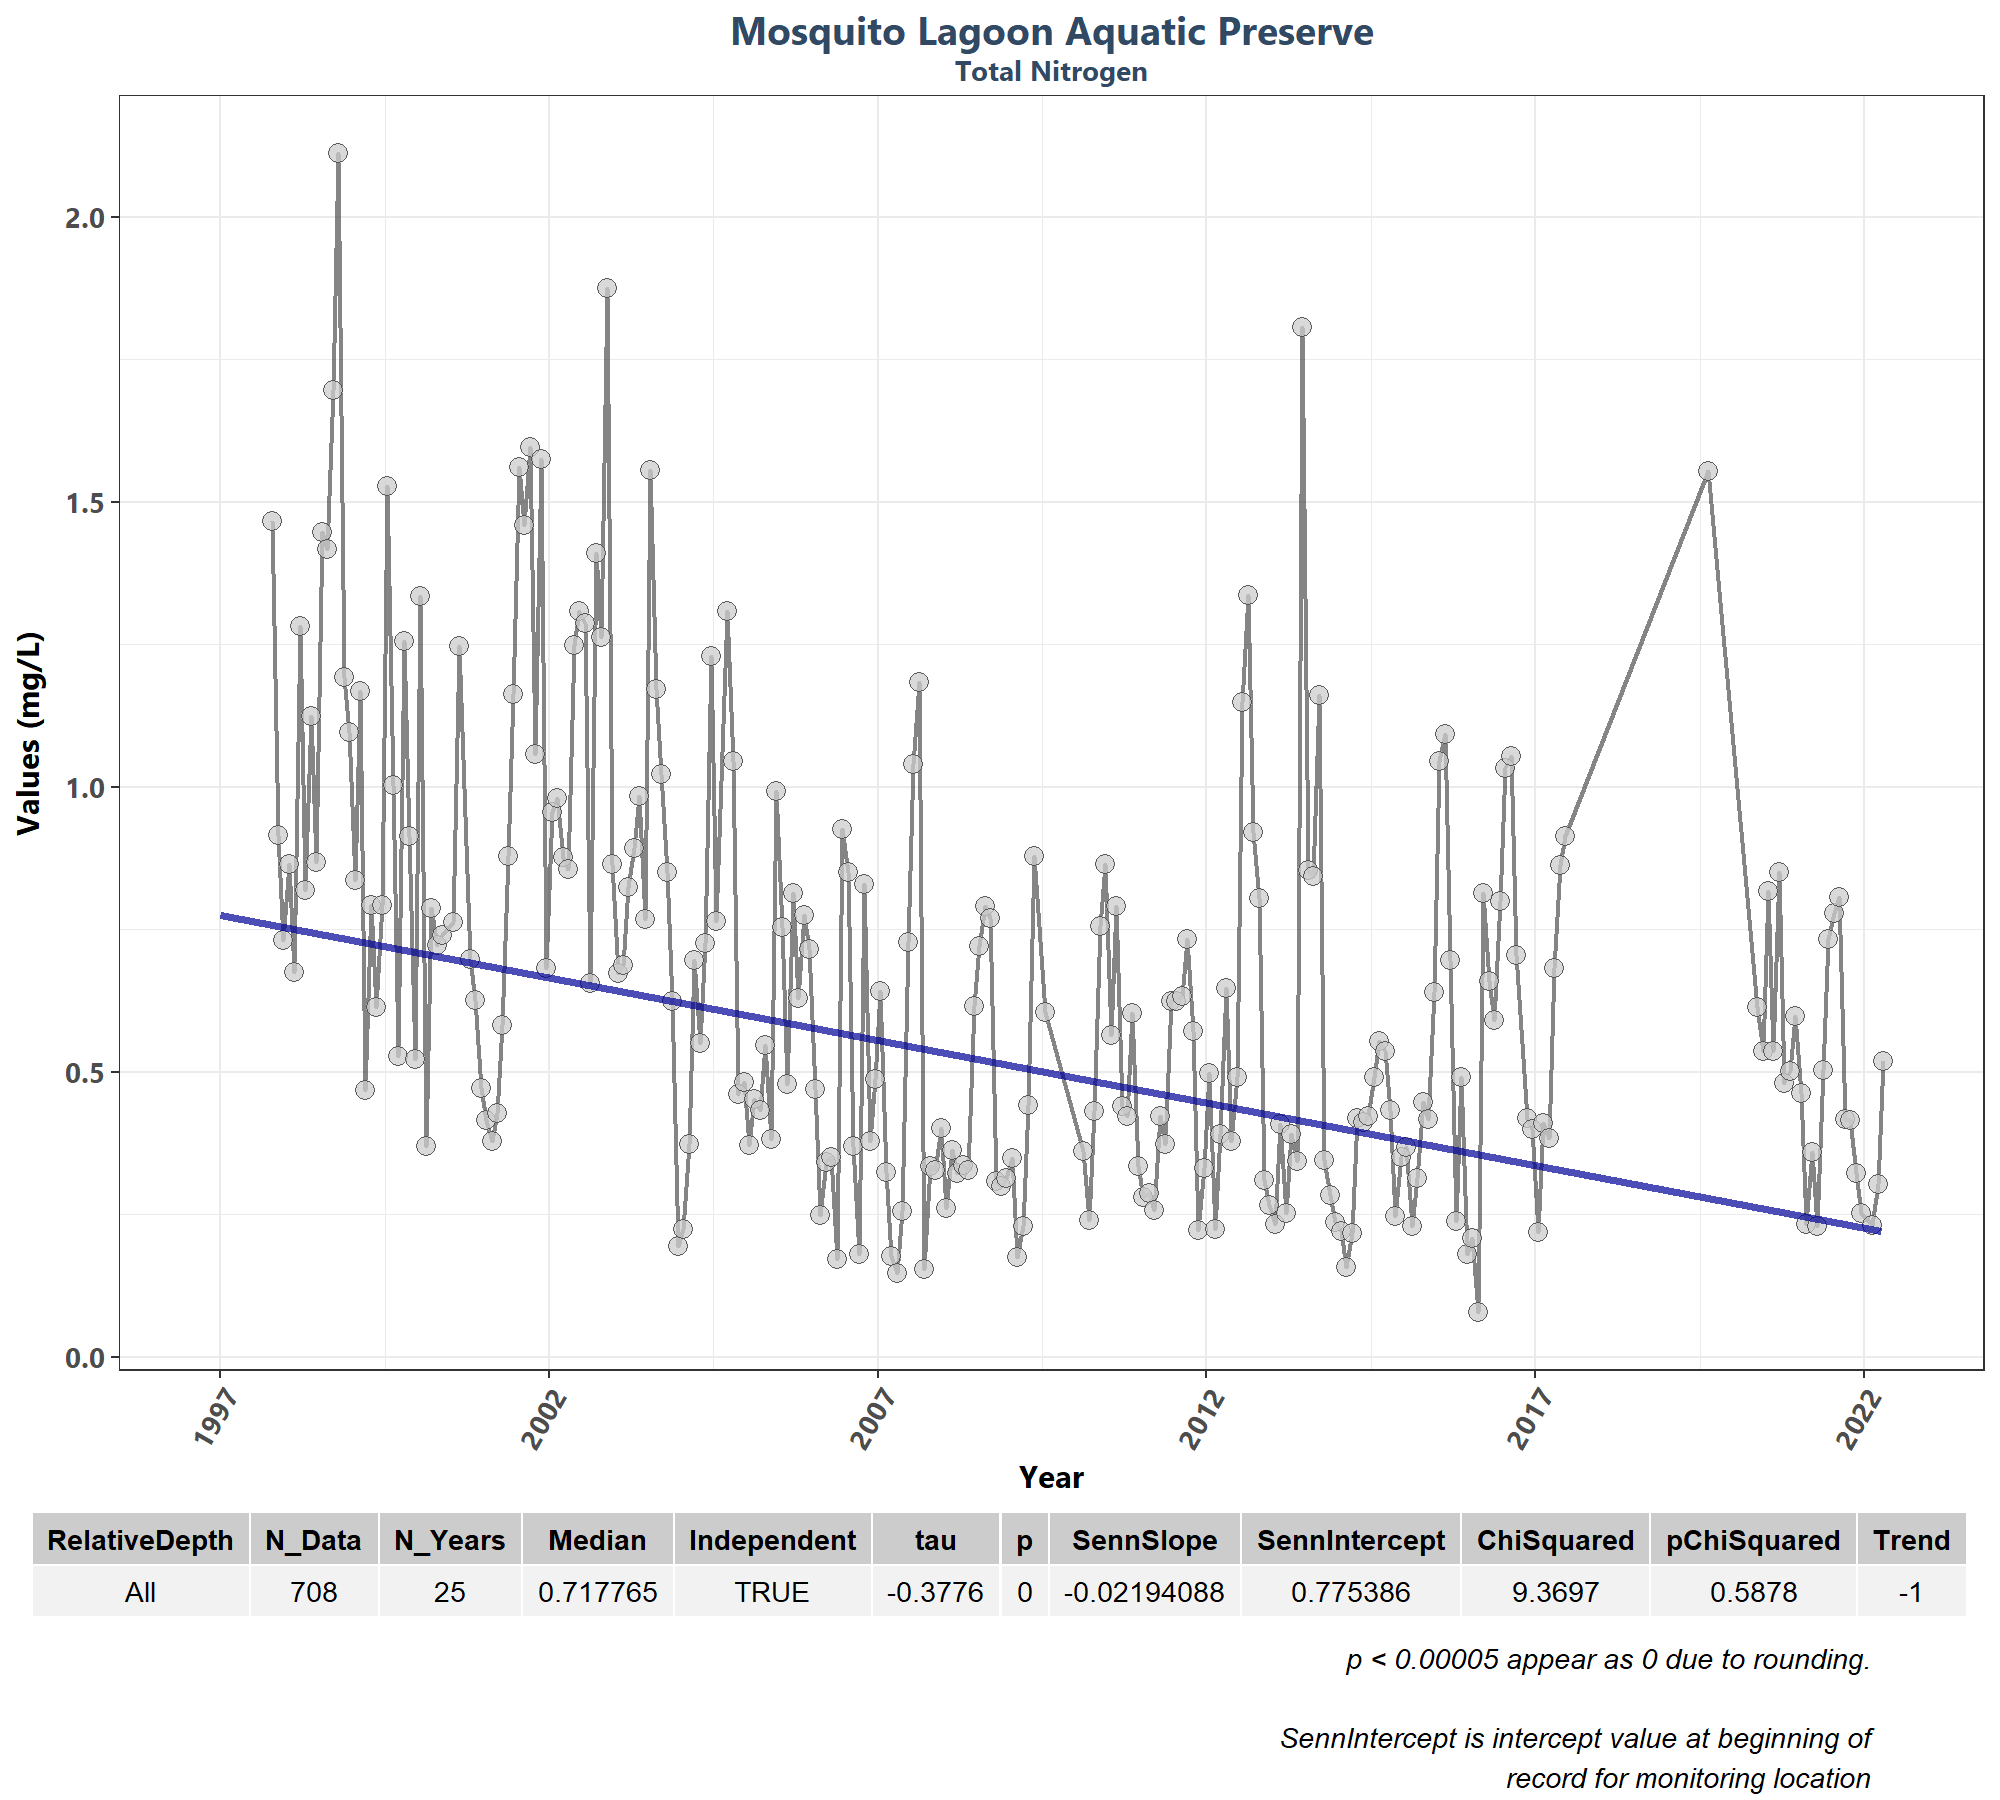 Mosquito Lagoon Aquatic Preserve
Total Nitrogen
Values (mg/L)
2.0
1.5
1.0
0.5
0.0
1997 2002 2007 2012 2017 2022
Year
RelativeDepth N_Data N_Years Median Independent tau p SennSlope SennIntercept ChiSquared pChiSquared Trend
All 708 25 0.717765 TRUE -0.3776 0 -0.02194088 0.775386 9.3697 0.5878 -1
p < 0.00005 appear as 0 due to rounding.
SennIntercept is intercept value at beginning of
record for monitoring location